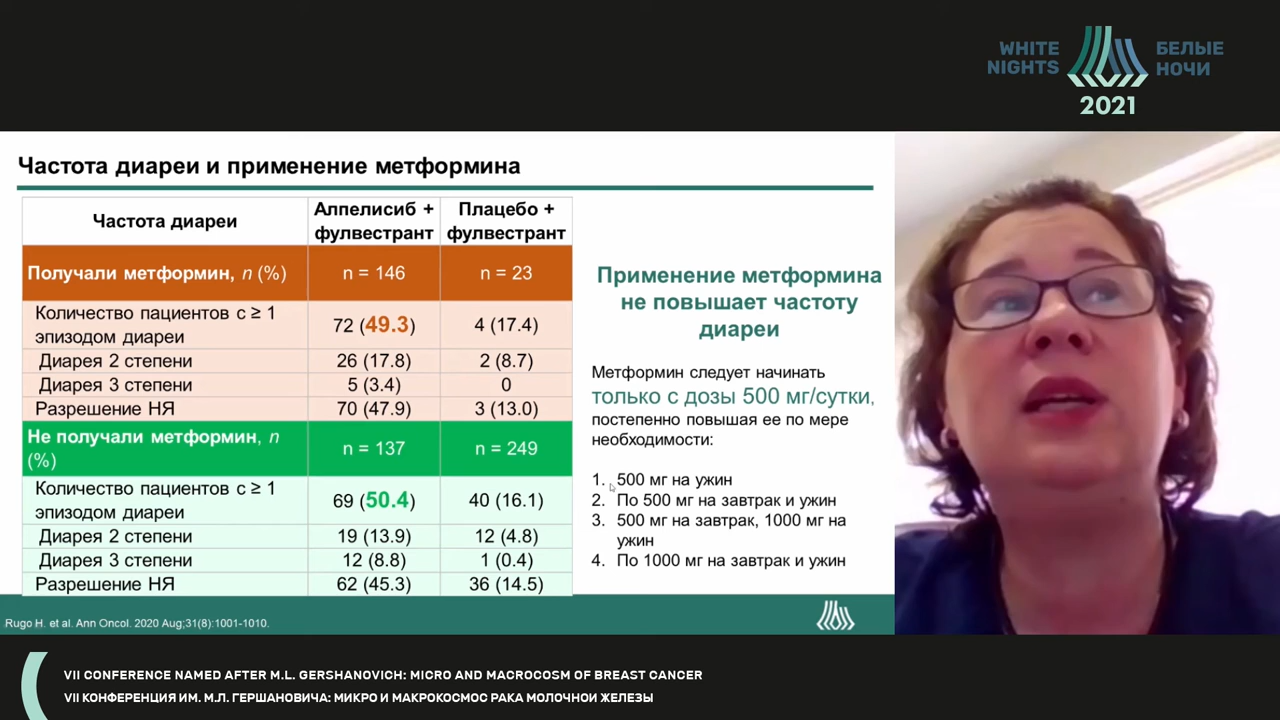 WHITE
NIGHTS
БЕЛЫЕ
НОЧИ
2021
Частота диареи и применение метформина
Частота диареи
Алпелисиб +
фулвестрант
Плацебо +
фулвестрант
Получали метформин, n (%)
n = 146
n = 23
Количество пациентов с ≥ 1
эпизодом диареи
72 (49.3)
4 (17.4)
Диарея 2 степени
26 (17.8)
2 (8.7)
Диарея 3 степени
5 (3.4)
0
Разрешение НЯ
70 (47.9)
3 (13.0)
Не получали метформин, n
(%)
n = 137
n = 249
Количество пациентов с ≥ 1
эпизодом диареи
69 (50.4)
40 (16.1)
Диарея 2 степени
19 (13.9)
12 (4.8)
Диарея 3 степени
12 (8.8)
1 (0.4)
Разрешение НЯ
62 (45.3)
36 (14.5)
Применение метформина
не повышает частоту
диареи
Метформин следует начинать
только с дозы 500 мг/сутки,
постепенно повышая ее по мере
необходимости:
1. 500 мг на ужин
2. По 500 мг на завтрак и ужин
3. 500 мг на завтрак, 1000 мг на
ужин
4. По 1000 мг на завтрак и ужин
Rugo H. et al. Ann Oncol. 2020 Aug;31(8):1001-1010.
VII CONFERENCE NAMED AFTER M.L. GERSHANOVICH: MICRO AND MACROCOSM OF BREAST CANCER
VII КОНФЕРЕНЦИЯ ИМ. М.Л. ГЕРШАНОВИЧА: МИКРО И МАКРОКОСМОС РАКА МОЛОЧНОЙ ЖЕЛЕЗЫ